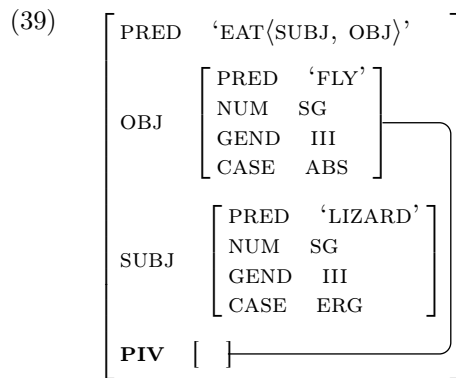 (39)
PRED ‘EAT⟨SUBJ, OBJ⟩’
PRED ‘FLY’
NUM SG
OBJ
GEND III
CASE ABS
PRED ‘LIZARD’
NUM SG
SUBJ
GEND III
CASE ERG
PIV [ ]